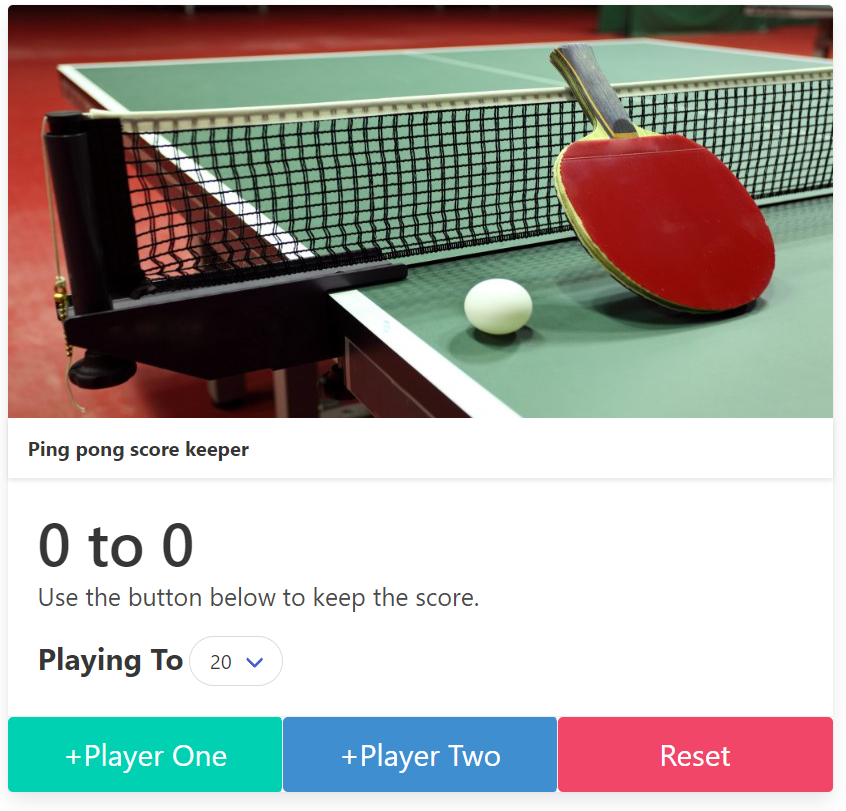 Ping pong score keeper
0 to 0
Use the button below to keep the score.
Playing To 20
+Player One +Player Two Reset